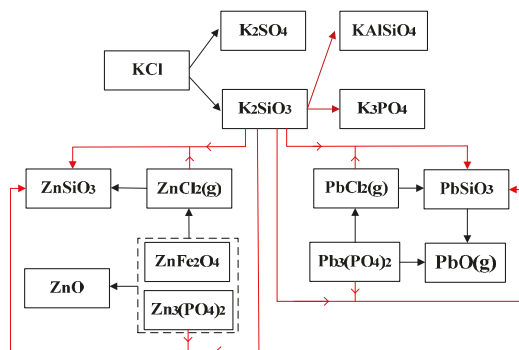 K2SO4
KAlSiO4
KCl
K2SiO3
K3PO4
ZnSiO3
ZnCl2(g)
PbCl2(g)
PbSiO3
ZnFe2O4
Pb3(PO4)2
PbO(g)
ZnO
Zn3(PO4)2